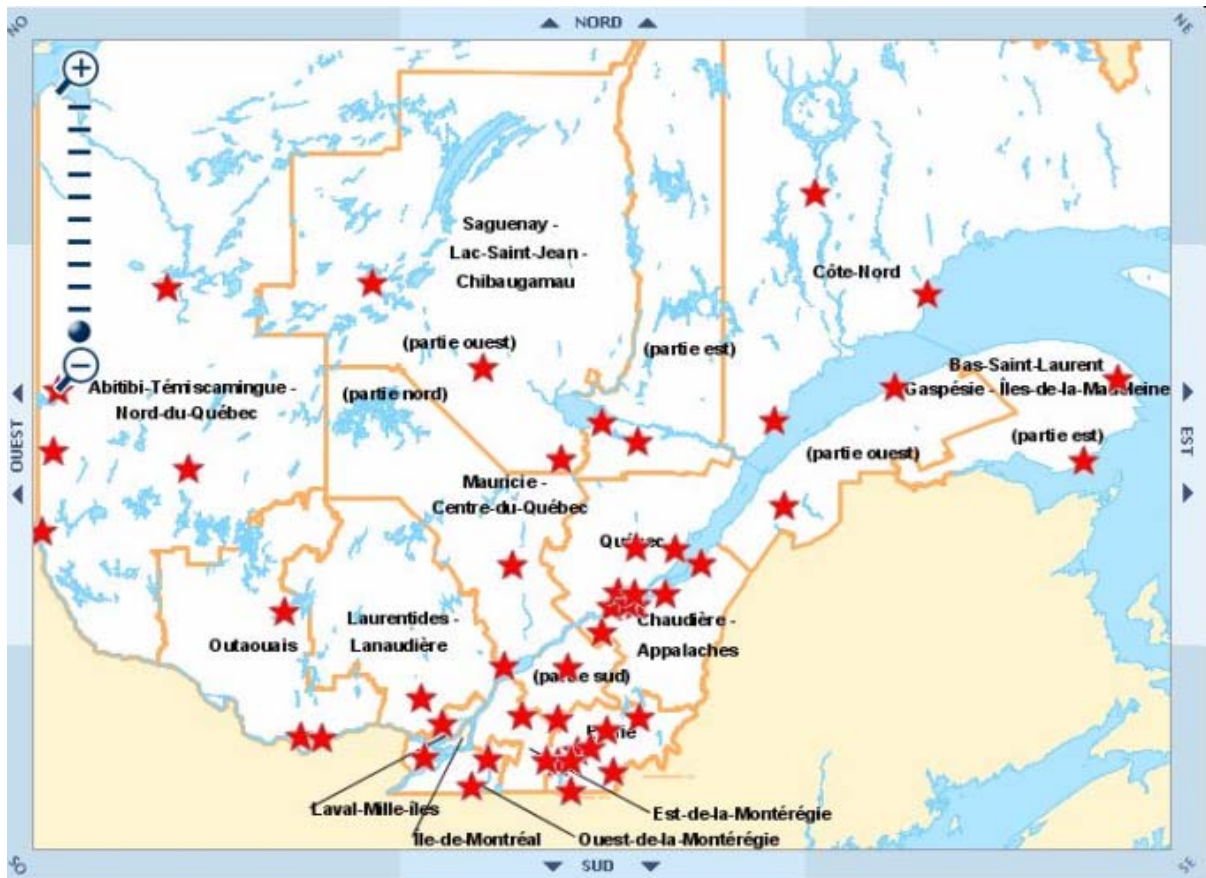 NO
NORD
NE
Saguenay -
Lac-Saint-Jean -
Chibaugamau
Côte-Nord
(partie ouest)
(partie est)
Bas-Saint-Laurent
Abitibi-Témiscamingue -
Nord-du-Québec
(partie nord)
Gaspésie - Îles-de-la-Madeleine
OUEST
EST
(partie est)
(partie ouest)
Mauricie -
Centre-du-Québec
Québec
Laurentides -
Lanaudière
Outaouais
Chaudière -
Appalaches
(partie sud)
Laval-Mille-îles
Est-de-la-Montérégie
Île-de-Montréal
Ouest-de-la-Montérégie
SO
SUD
SE